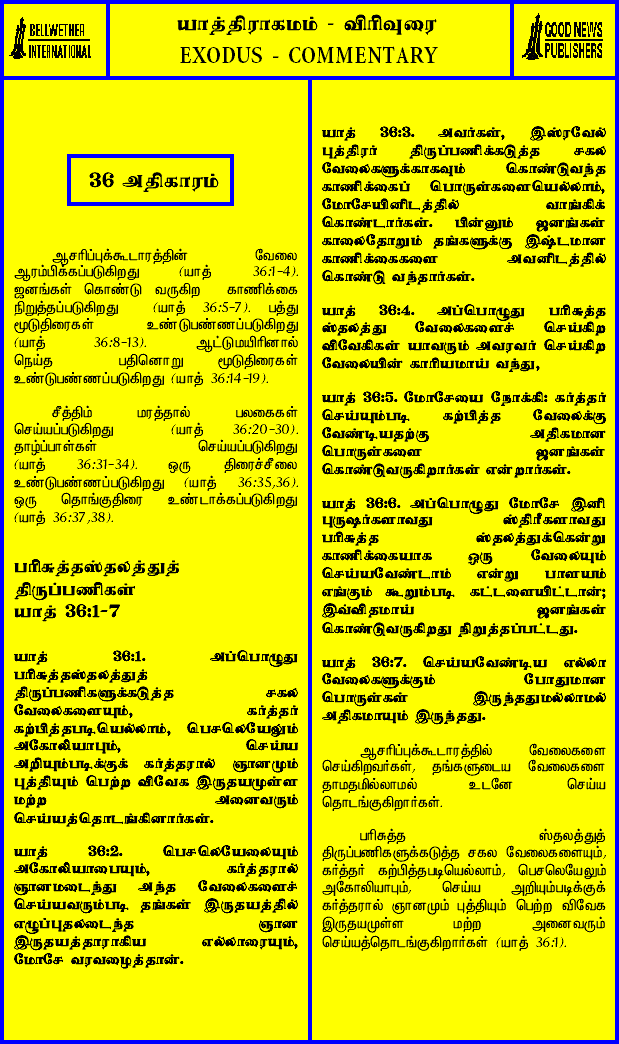 BELLWETHER
INTERNATIONAL
யாத்திராகமம் - விரிவுரை
EXODUS - COMMENTARY
GOOD NEWS
PUBLISHERS
36 அதிகாரம்
ஆசரிப்புக்கூடாரத்தின் வேலை
ஆரம்பிக்கப்படுகிறது (யாத் 36:1-4).
ஜனங்கள் கொண்டு வருகிற காணிக்கை
நிறுத்தப்படுகிறது (யாத் 36:5-7). பத்து
மூடுதிரைகள் உண்டுபண்ணப்படுகிறது
(யாத் 36:8-13). ஆட்டுமயிரினால்
நெய்த பதினொறு மூடுதிரைகள்
உண்டுபண்ணப்படுகிறது (யாத் 36:14-19).
சீத்திம் மரத்தால் பலகைகள்
செய்யப்படுகிறது (யாத் 36:20-30).
தாழ்ப்பாள்கள் செய்யப்படுகிறது
(யாத் 36:31-34). ஒரு திரைச்சீலை
உண்டுபண்ணப்படுகிறது (யாத் 36:35,36).
ஒரு தொங்குதிரை உண்டாக்கப்படுகிறது
(யாத் 36:37,38).
பரிசுத்தஸ்தலத்துத்
திருப்பணிகள்
யாத் 36:1-7
யாத் 36:1. அப்பொழுது
பரிசுத்தஸ்தலத்துத்
திருப்பணிகளுக்கடுத்த சகல
வேலைகளையும், கர்த்தர்
கற்பித்தபடியெல்லாம், பெசலெயேலும்
அகோலியாபும், செய்ய
அறியும்படிக்குக் கர்த்தரால் ஞானமும்
புத்தியும் பெற்ற விவேக இருதயமுள்ள
மற்ற அனைவரும்
செய்யத்தொடங்கினார்கள்.
யாத் 36:2. பெசலெயேலையும்
அகோலியாபையும், கர்த்தரால்
ஞானமடைந்து அந்த வேலைகளைச்
செய்யவரும்படி தங்கள் இருதயத்தில்
எழுப்புதலடைந்த ஞான
இருதயத்தாராகிய எல்லாரையும்,
மோசே வரவழைத்தான்.
யாத் 36:3. அவர்கள், இஸ்ரவேல்
புத்திரர் திருப்பணிக்கடுத்த சகல
வேலைகளுக்காகவும் கொண்டுவந்த
காணிக்கைப் பொருள்களையெல்லாம்,
மோசேயினிடத்தில் வாங்கிக்
கொண்டார்கள். பின்னும் ஜனங்கள்
காலைதோறும் தங்களுக்கு இஷ்டமான
காணிக்கைகளை அவனிடத்தில்
கொண்டு வந்தார்கள்.
யாத் 36:4. அப்பொழுது பரிசுத்த
ஸ்தலத்து வேலைகளைச் செய்கிற
விவேகிகள் யாவரும் அவரவர் செய்கிற
வேலையின் காரியமாய் வந்து,
யாத் 36:5. மோசேயை நோக்கி: கர்த்தர்
செய்யும்படி கற்பித்த வேலைக்கு
வேண்டியதற்கு அதிகமான
பொருள்களை ஜனங்கள்
கொண்டுவருகிறார்கள் என்றார்கள்.
யாத் 36:6. அப்பொழுது மோசே இனி
புருஷர்களாவது ஸ்திரீகளாவது
பரிசுத்த ஸ்தலத்துக்கென்று
காணிக்கையாக ஒரு வேலையும்
செய்யவேண்டாம் என்று பாளயம்
எங்கும் கூறும்படி கட்டளையிட்டான்;
இவ்விதமாய் ஜனங்கள்
கொண்டுவருகிறது நிறுத்தப்பட்டது.
யாத் 36:7. செய்யவேண்டிய எல்லா
வேலைகளுக்கும் போதுமான
பொருள்கள் இருந்ததுமல்லாமல்
அதிகமாயும் இருந்தது.
ஆசரிப்புக்கூடாரத்தில் வேலைகளை
செய்கிறவர்கள், தங்களுடைய வேலைகளை
தாமதமில்லாமல் உடனே செய்ய
தொடங்குகிறார்கள்.
பரிசுத்த ஸ்தலத்துத்
திருப்பணிகளுக்கடுத்த சகல வேலைகளையும்,
கர்த்தர் கற்பித்தபடியெல்லாம், பெசலெயேலும்
அகோலியாபும், செய்ய அறியும்படிக்குக்
கர்த்தரால் ஞானமும் புத்தியும் பெற்ற விவேக
இருதயமுள்ள மற்ற அனைவரும்
செய்யத்தொடங்குகிறார்கள் (யாத் 36:1).